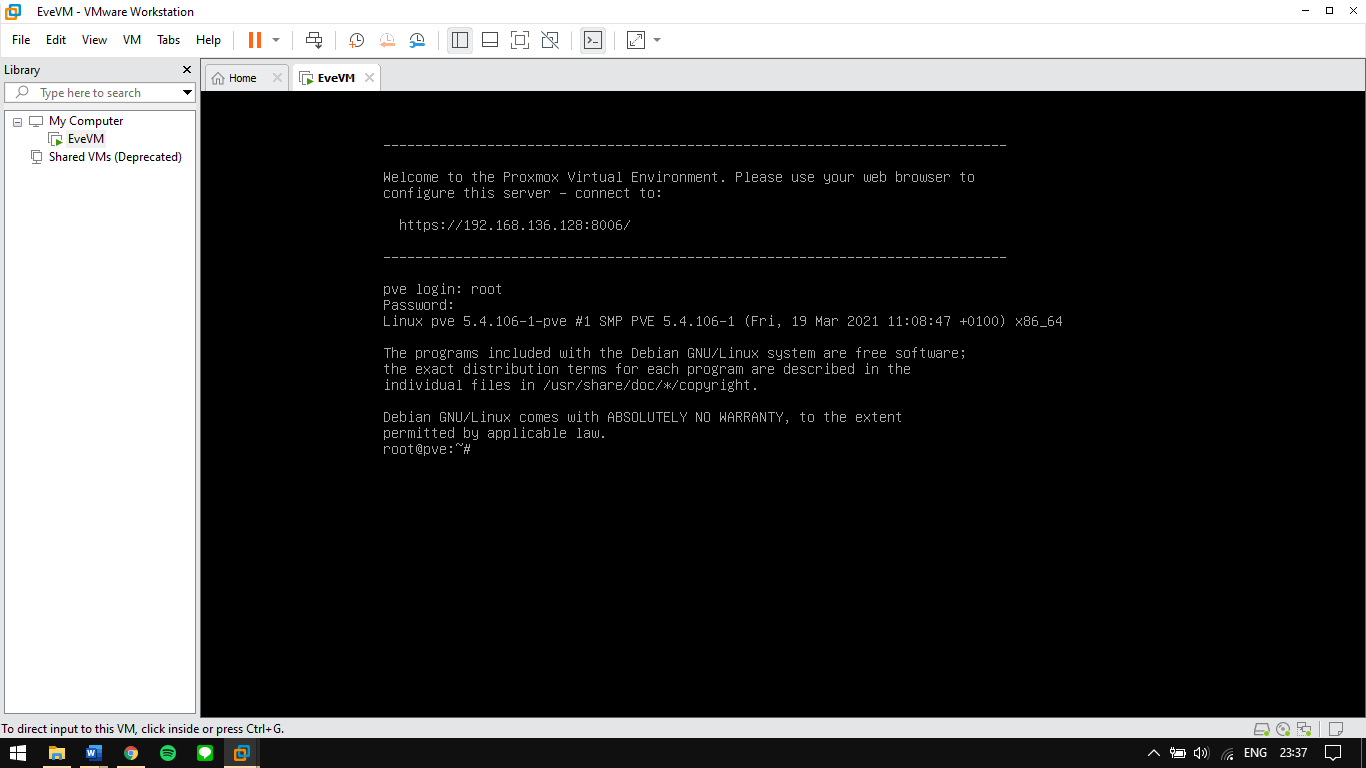 EveVM - VMware Workstation
File Edit View VM Tabs Help
Library
Type here to search
My Computer
EveVM
Shared VMs (Deprecated)
Home EveVM
------------------------------------------------------------------------------
Welcome to the Proxmox Virtual Environment. Please use your web browser to
configure this server - connect to:
https://192.168.136.128:8006/
------------------------------------------------------------------------------
pve login: root
Password:
Linux pve 5.4.106-1-pve #1 SMP PVE 5.4.106-1 (Fri, 19 Mar 2021 11:08:47 +0100) x86_64
The programs included with the Debian GNU/Linux system are free software;
the exact distribution terms for each program are described in the
individual files in /usr/share/doc/*/copyright.
Debian GNU/Linux comes with ABSOLUTELY NO WARRANTY, to the extent
permitted by applicable law.
root@pve:~#
To direct input to this VM, click inside or press Ctrl+G.
ENG 23:37